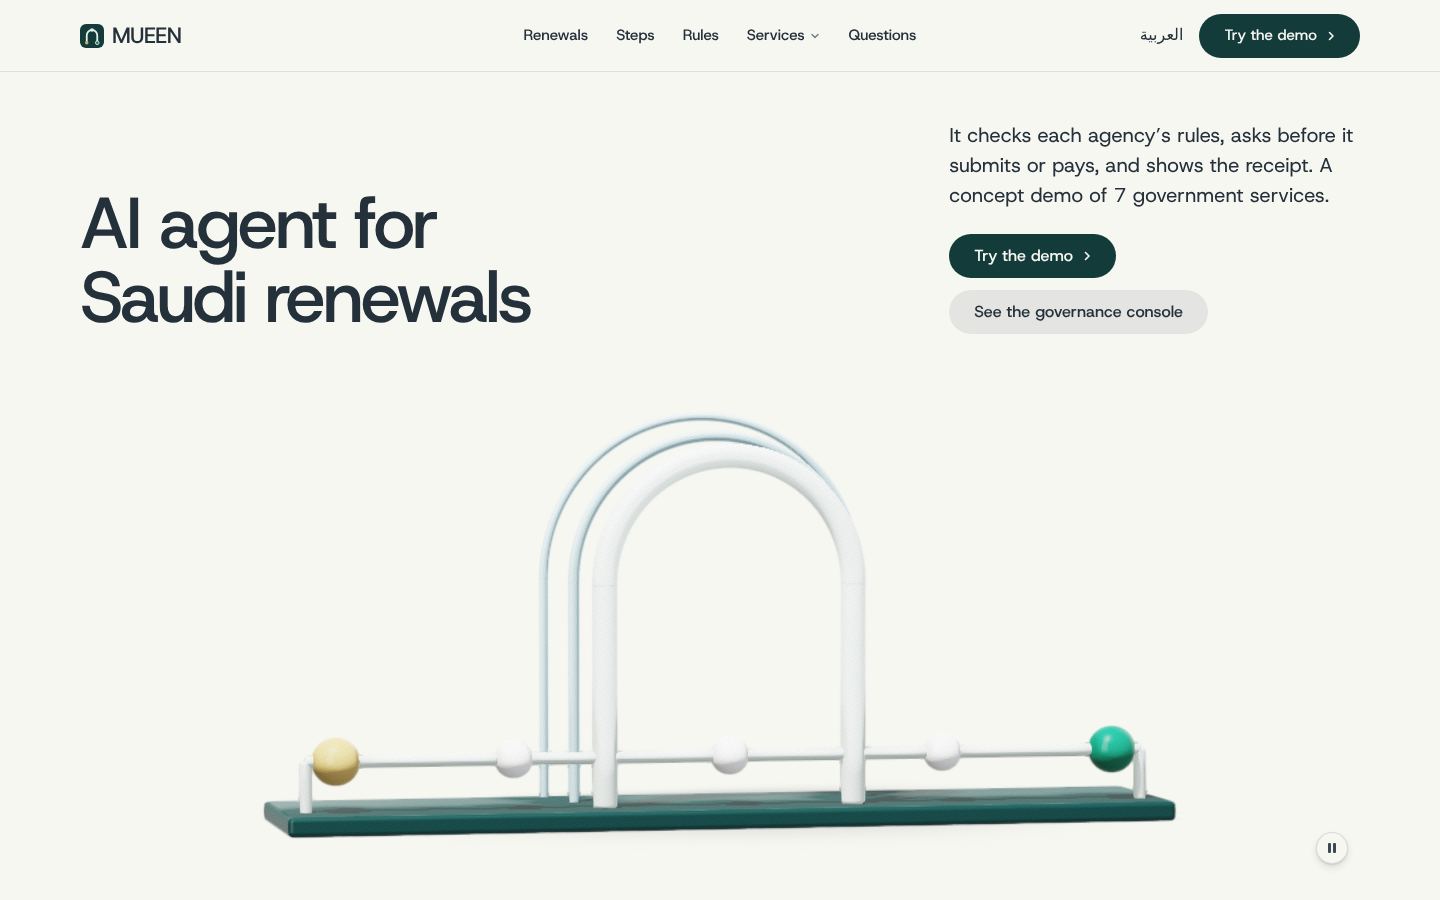 MUEEN
Renewals
Steps
Rules
Services
Questions
العربية
Try the demo
It checks each agency’s rules, asks before it
submits or pays, and shows the receipt. A
concept demo of 7 government services.
AI agent for
Saudi renewals
Try the demo
See the governance console